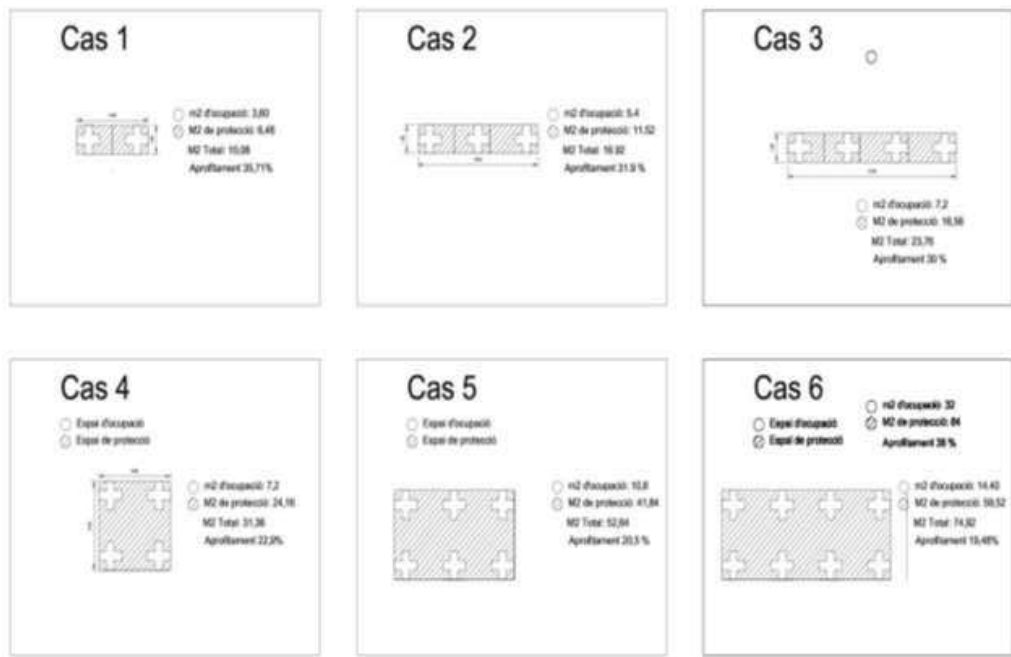 Cas 1
m2 d'ocupació: 3,60
M2 de protecció: 6,48
M2 Total: 10,08
Aprofitament 35,71%
Cas 2
m2 d'ocupació: 5.4
M2 de protecció: 11,52
M2 Total: 16.92
Aprofitament 31.9 %
Cas 3
m2 d'ocupació: 7,2
M2 de protecció: 16,56
M2 Total: 23,76
Aprofitament 30 %
Cas 4
Espai d'ocupació
Espai de protecció
m2 d'ocupació: 7,2
M2 de protecció: 24,16
M2 Total: 31,36
Aprofitament 22,9%
Cas 5
Espai d'ocupació
Espai de protecció
m2 d'ocupació: 10,8
M2 de protecció: 41,84
M2 Total: 52,64
Aprofitament 20,5 %
Cas 6
m2 d'ocupació: 32
Espai d'ocupació
M2 de protecció: 84
Espai de protecció
Aprofitament 38 %
m2 d'ocupació: 14,40
M2 de protecció: 59,52
M2 Total: 74,92
Aprofitament 19,48%